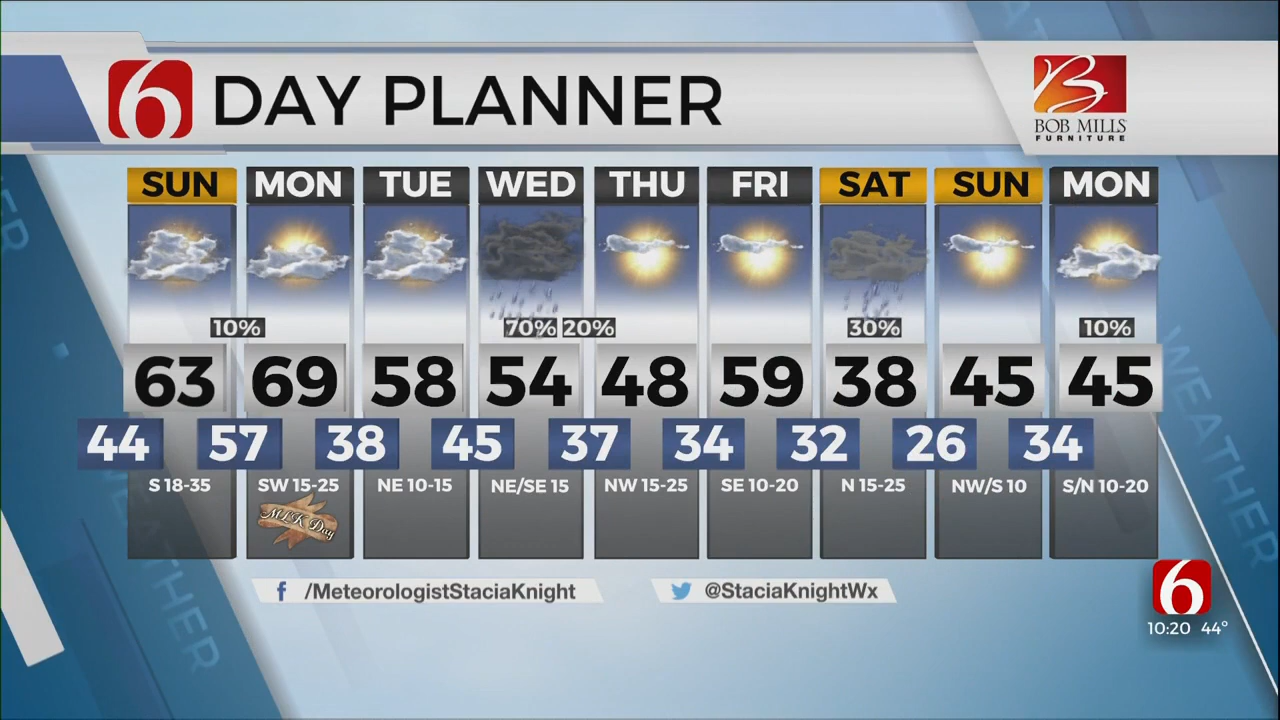 6 DAY PLANNER
BOB MILLS
FURNITURE
SUN MON TUE WED THU FRI SAT SUN MON
10% 70% 20% 30% 10%
63 69 58 54 48 59 38 45 45
44 57 38 45 37 34 32 26 34
S 18-35 SW 15-25 NE 10-15 NE/SE 15 NW 15-25 SE 10-20 N 15-25 NW/S 10 S/N 10-20
MLK Day
f /MeteorologistStaciaKnight @StaciaKnightWx
6
10:20 44°
WEATHER
WEATHER